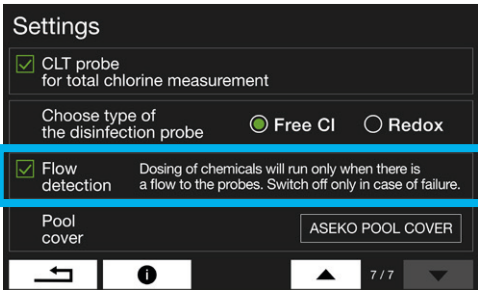 Settings
CLT probe
for total chlorine measurement
Choose type of
the disinfection probe
Free Cl
Redox
Flow
detection
Dosing of chemicals will run only when there is
a flow to the probes. Switch off only in case of failure.
Pool
cover
ASEKO POOL COVER
7/7